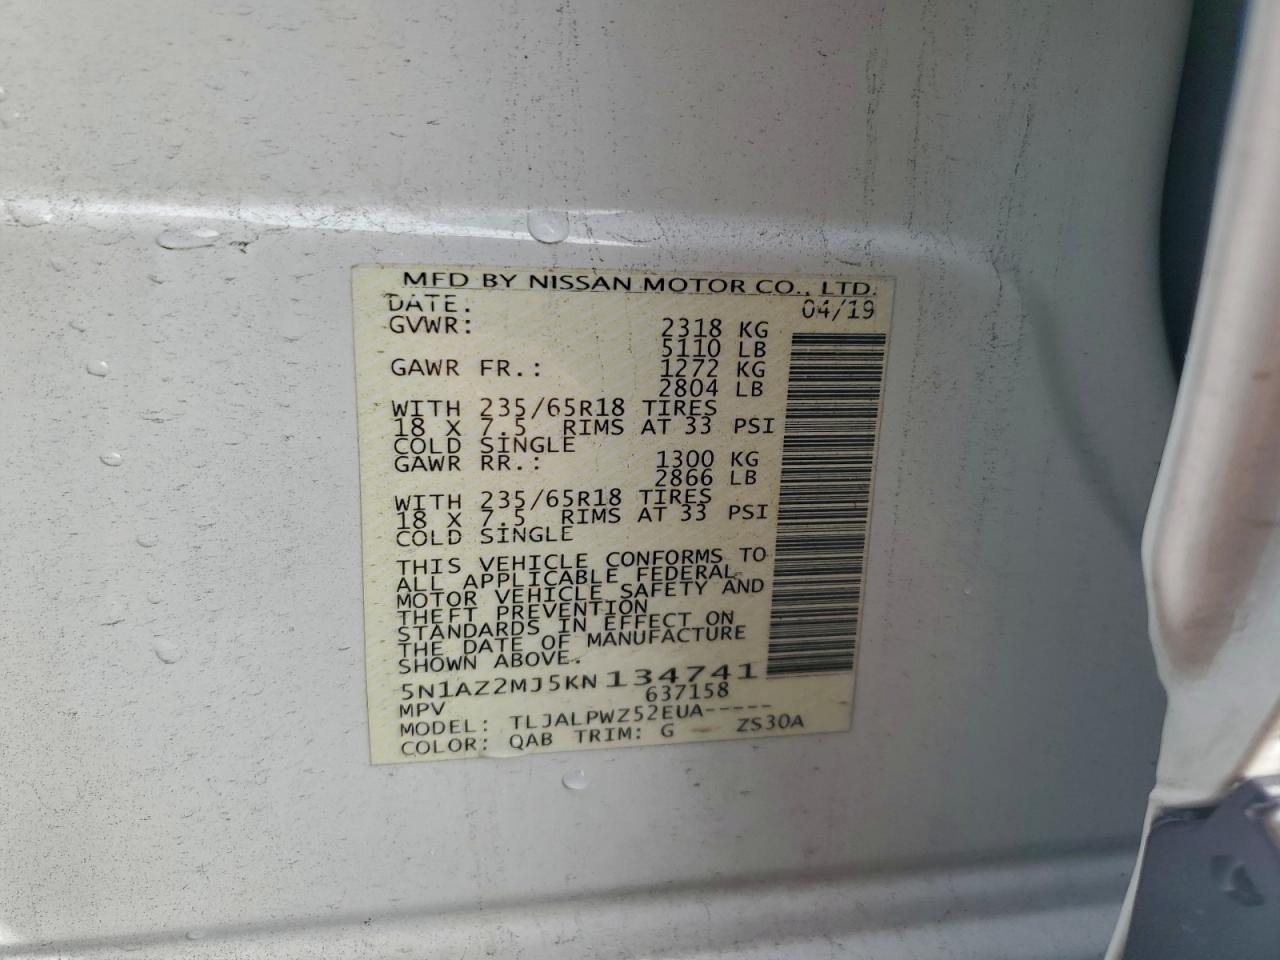 MFD BY NISSAN MOTOR CO., LTD.
DATE: 04/19
GVWR: 2318 KG
5110 LB
GAWR FR.: 1272 KG
2804 LB
WITH 235/65R18 TIRES
18 X 7.5 RIMS AT 33 PSI
COLD SINGLE
GAWR RR.: 1300 KG
2866 LB
WITH 235/65R18 TIRES
18 X 7.5 RIMS AT 33 PSI
COLD SINGLE
THIS VEHICLE CONFORMS TO
ALL APPLICABLE FEDERAL
MOTOR VEHICLE SAFETY AND
THEFT PREVENTION
STANDARDS IN EFFECT ON
THE DATE OF MANUFACTURE
SHOWN ABOVE.
5N1AZ2MJ5KN134741
MPV 637158
MODEL: TLJALPWZ52EUA-----
COLOR: QAB TRIM: G ZS30A